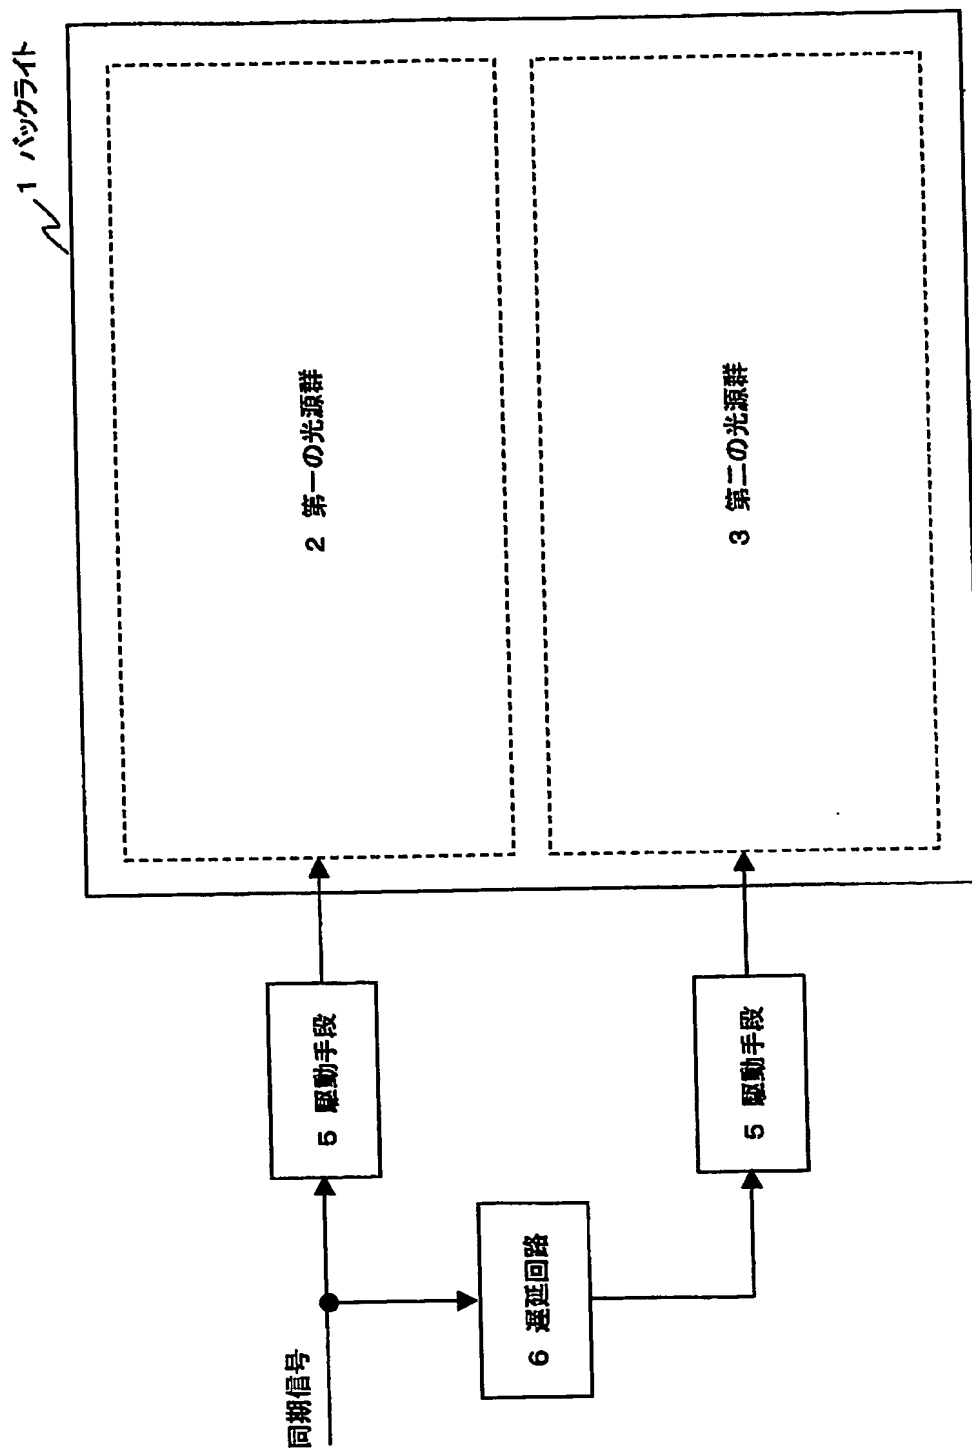 1 バックライト
2 第一の光源群
3 第二の光源群
5 駆動手段
5 駆動手段
6 遅延回路
同期信号